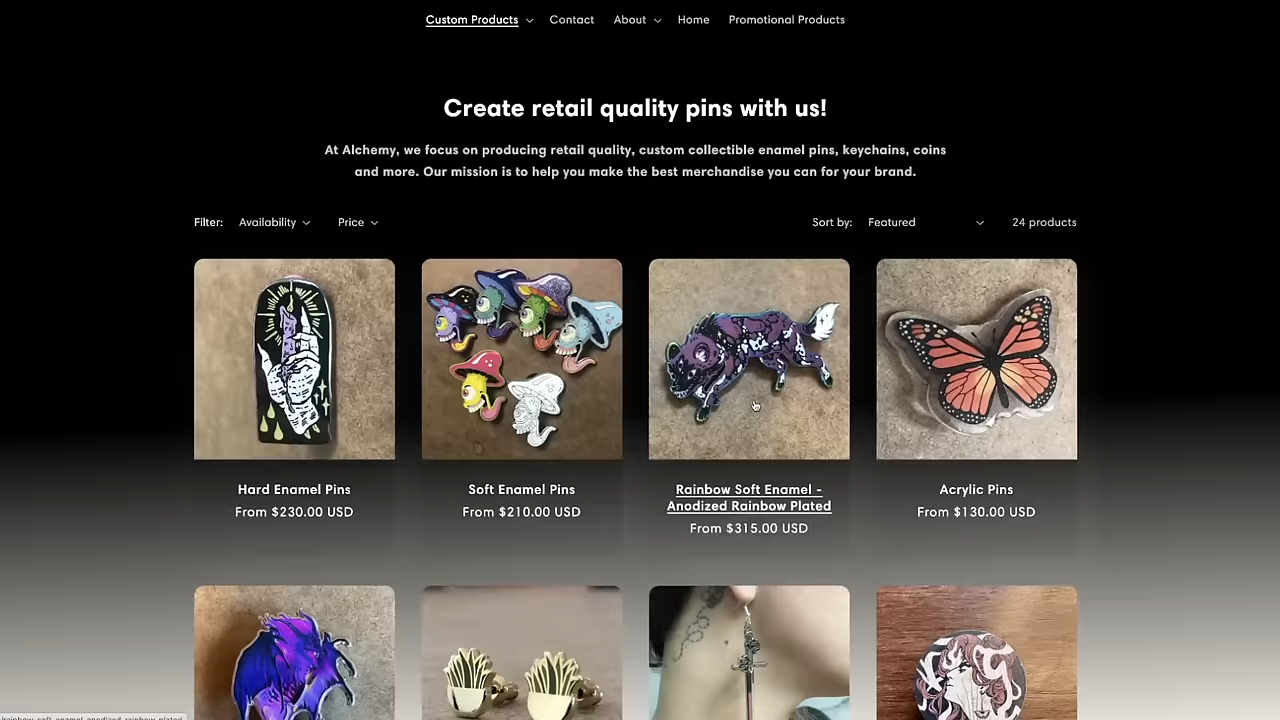 Custom Products
Contact
About
Home
Promotional Products
Create retail quality pins with us!
At Alchemy, we focus on producing retail quality, custom collectible enamel pins, keychains, coins
and more. Our mission is to help you make the best merchandise you can for your brand.
Filter:
Availability
Price
Sort by:
Featured
24 products
Hard Enamel Pins
From $230.00 USD
Soft Enamel Pins
From $210.00 USD
Rainbow Soft Enamel -
Anodized Rainbow Plated
From $315.00 USD
Acrylic Pins
From $130.00 USD